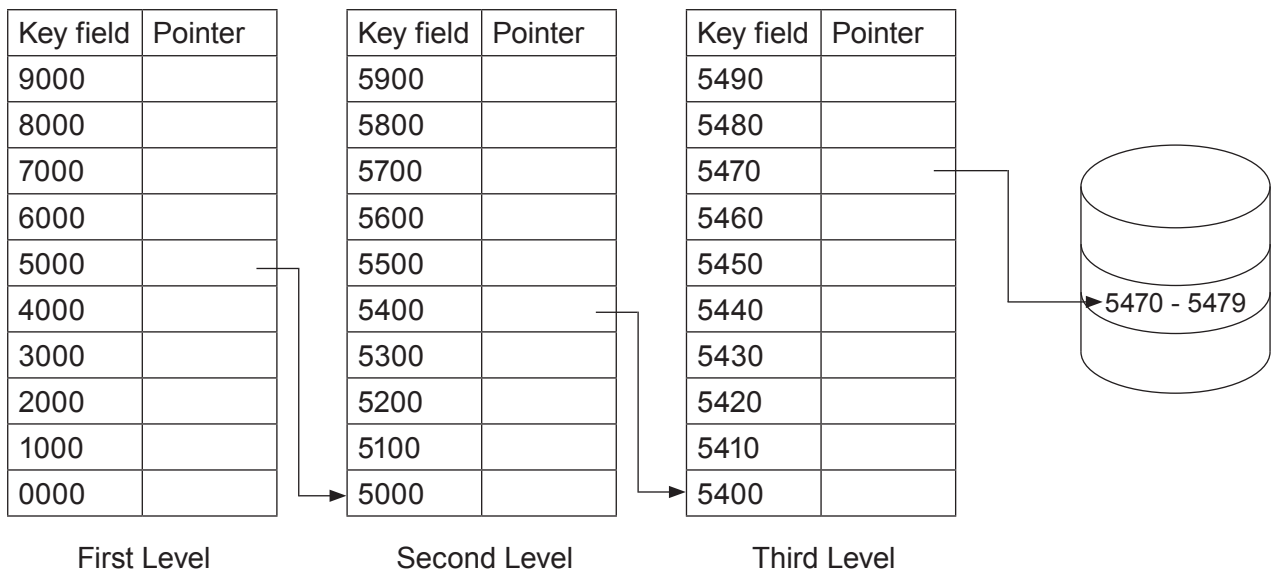 Key field Pointer Key field Pointer Key field Pointer
9000 5900 5490
8000 5800 5480
7000 5700 5470
6000 5600 5460
5000 5500 5450
4000 5400 5440
3000 5300 5430
2000 5200 5420
1000 5100 5410
0000 5000 5400
5470 - 5479
First Level Second Level Third Level